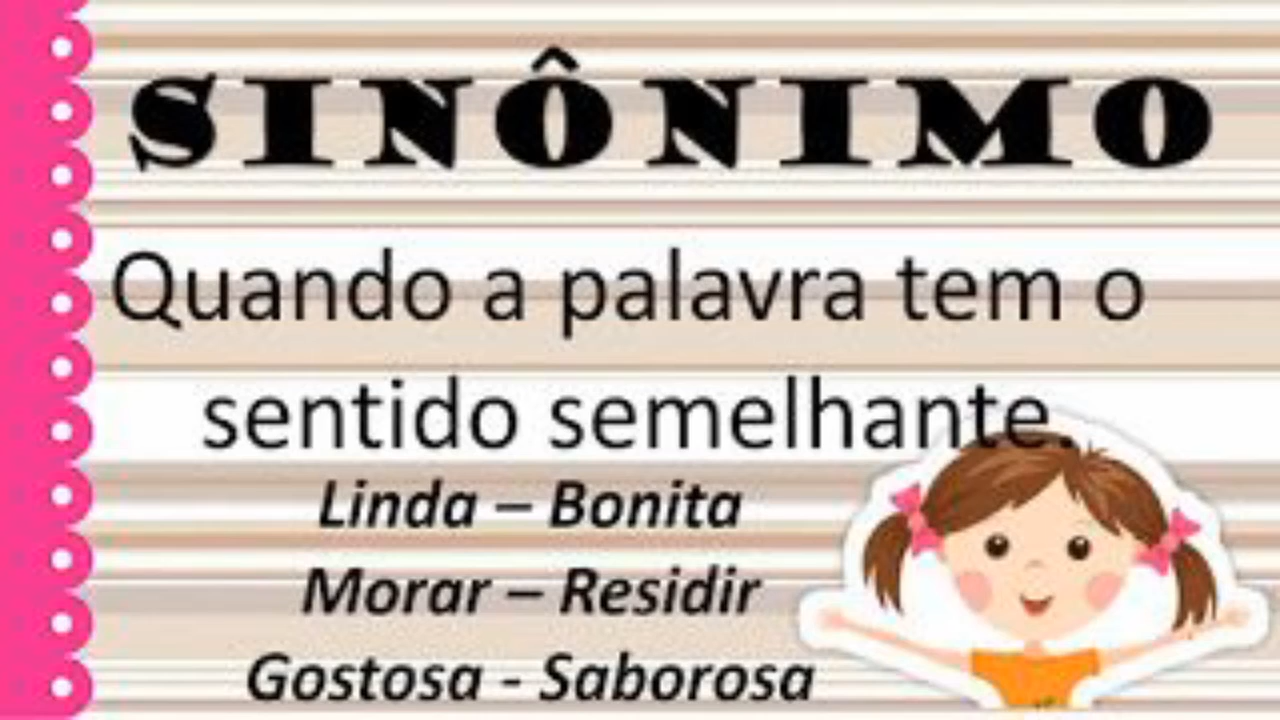 SINÔNIMO
Quando a palavra tem o
sentido semelhante.
Linda – Bonita
Morar – Residir
Gostosa - Saborosa